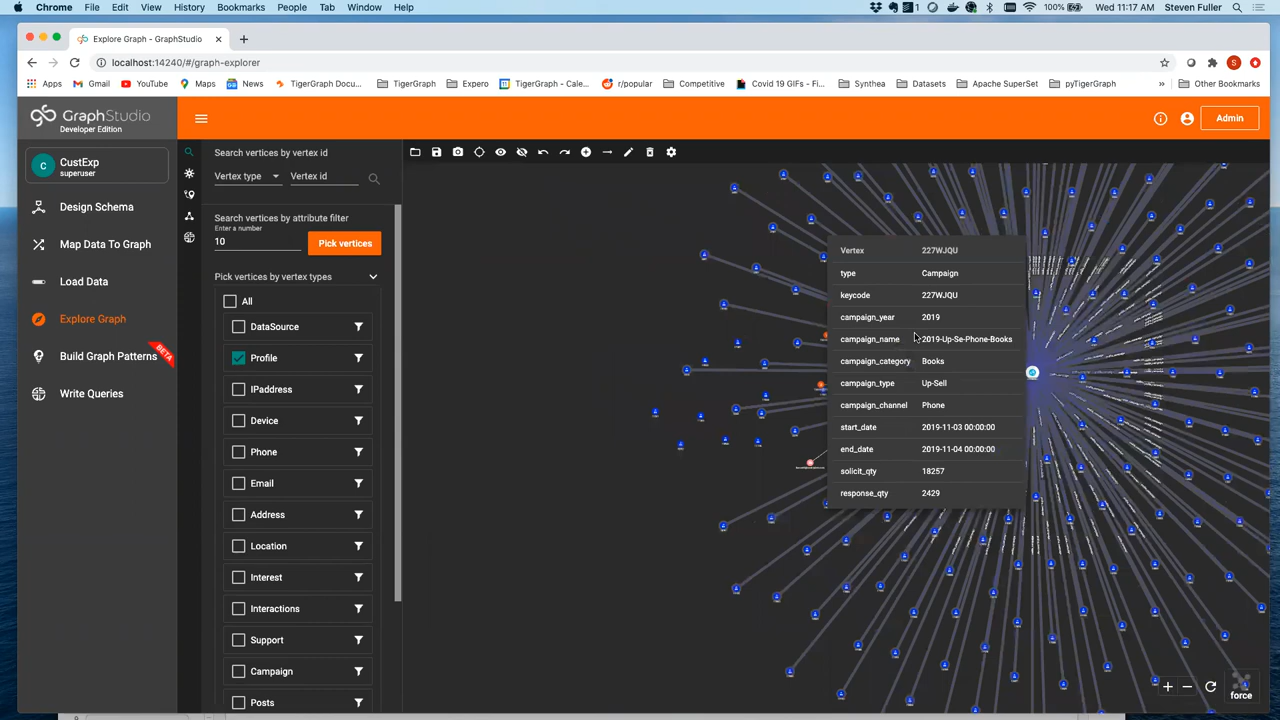 Chrome File Edit View History Bookmarks People Tab Window Help 1 100% Wed 11:17 AM Steven Fuller
Explore Graph - GraphStudio
localhost:14240/#/graph-explorer S
Apps Gmail YouTube Maps News TigerGraph Docu... TigerGraph Expero TigerGraph - Cale... r/popular Competitive Covid 19 GIFs - Fi... Synthea Datasets Apache SuperSet pyTigerGraph Other Bookmarks
GraphStudio
Developer Edition
Admin
C CustExp
superuser
Design Schema
Map Data To Graph
Load Data
Explore Graph
Build Graph Patterns BETA
Write Queries
Search vertices by vertex id
Vertex type Vertex id
Search vertices by attribute filter
Enter a number
10 Pick vertices
Pick vertices by vertex types
All
DataSource
Profile
IPaddress
Device
Phone
Email
Address
Location
Interest
Interactions
Support
Campaign
Posts
Vertex 227WJQU
type Campaign
keycode 227WJQU
campaign_year 2019
campaign_name 2019-Up-Se-Phone-Books
campaign_category Books
campaign_type Up-Sell
campaign_channel Phone
start_date 2019-11-03 00:00:00
end_date 2019-11-04 00:00:00
solicit_qty 18257
response_qty 2429
force